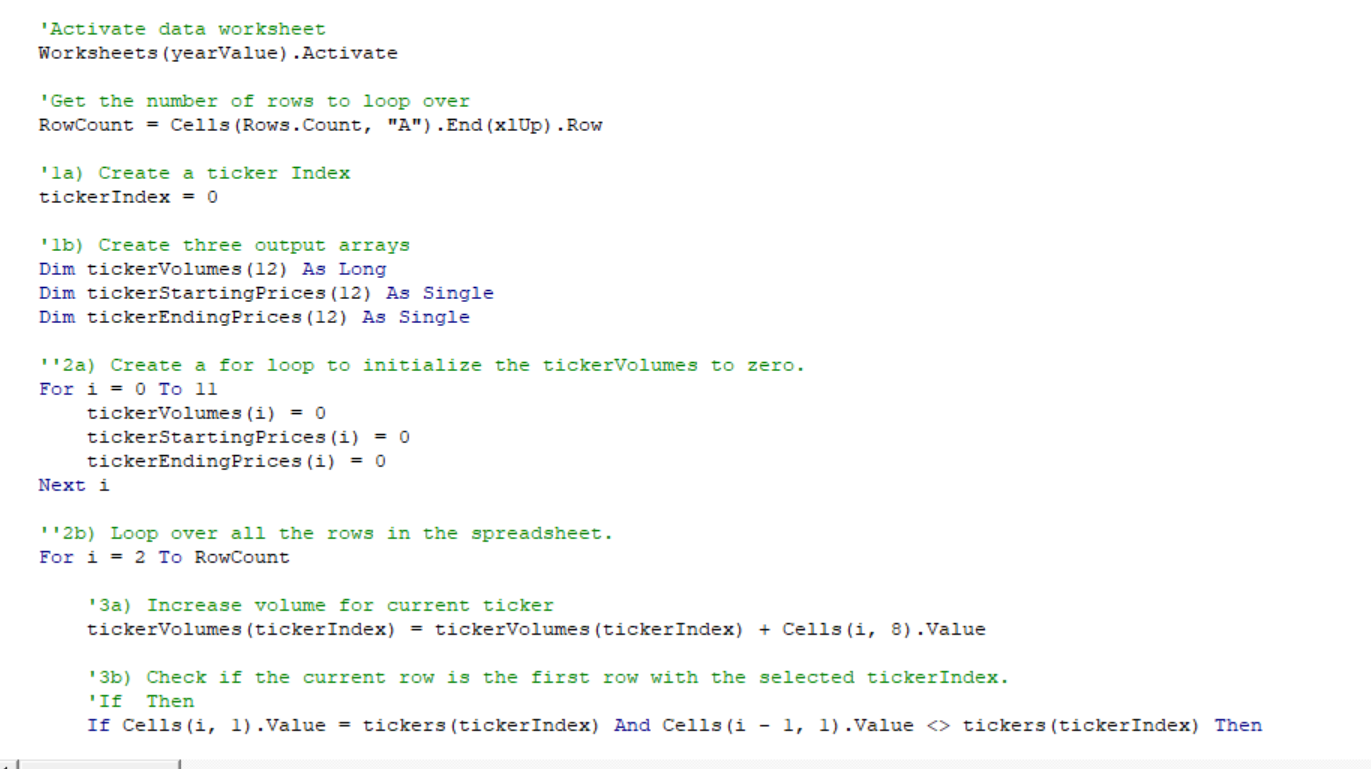 'Activate data worksheet
Worksheets(yearValue).Activate
'Get the number of rows to loop over
RowCount = Cells(Rows.Count, "A").End(xlUp).Row
'1a) Create a ticker Index
tickerIndex = 0
'1b) Create three output arrays
Dim tickerVolumes(12) As Long
Dim tickerStartingPrices(12) As Single
Dim tickerEndingPrices(12) As Single
''2a) Create a for loop to initialize the tickerVolumes to zero.
For i = 0 To 11
    tickerVolumes(i) = 0
    tickerStartingPrices(i) = 0
    tickerEndingPrices(i) = 0
Next i
''2b) Loop over all the rows in the spreadsheet.
For i = 2 To RowCount
    '3a) Increase volume for current ticker
    tickerVolumes(tickerIndex) = tickerVolumes(tickerIndex) + Cells(i, 8).Value
    '3b) Check if the current row is the first row with the selected tickerIndex.
    'If  Then
    If Cells(i, 1).Value = tickers(tickerIndex) And Cells(i - 1, 1).Value <> tickers(tickerIndex) Then